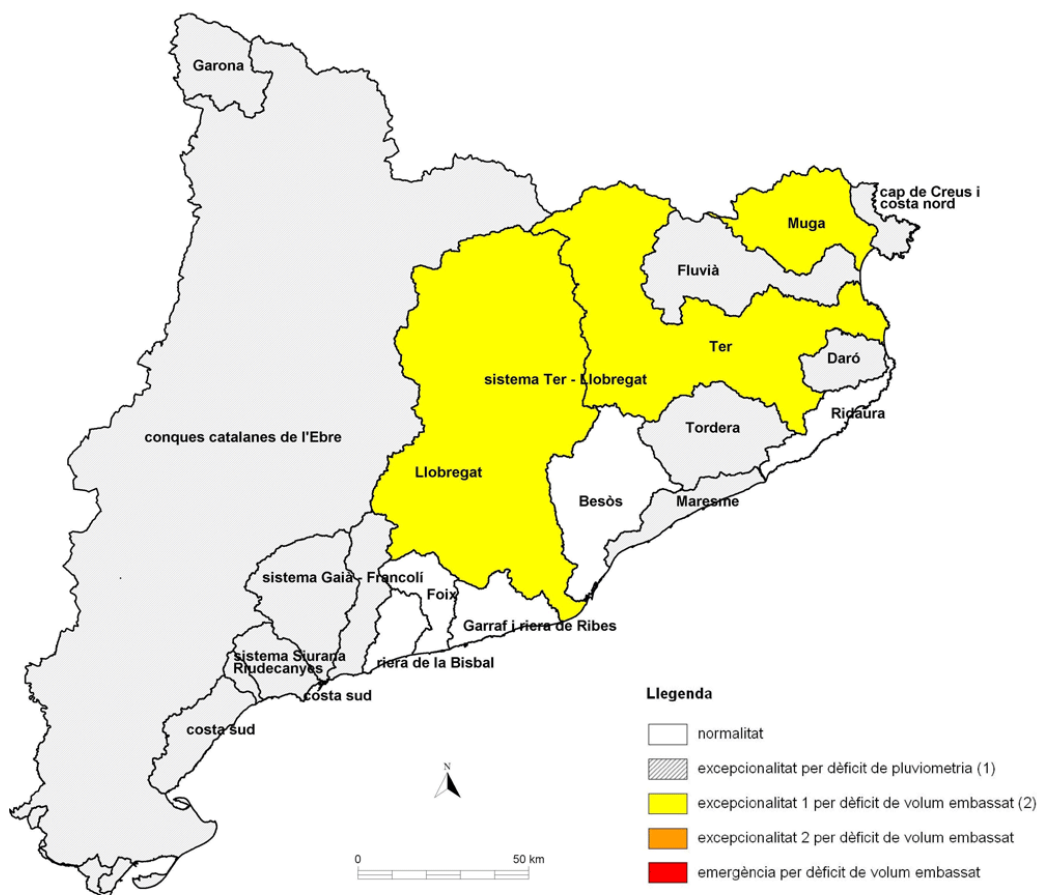 Garona
cap de Creus i
costa nord
Muga
Fluvià
Ter
Daró
sistema Ter - Llobregat
Ridaura
Tordera
conques catalanes de l'Ebre
Llobregat
Besòs
Maresme
sistema Gaià - Francolí
Foix
Garraf i riera de Ribes
sistema Siurana
Riudecanyes
riera de la Bisbal
costa sud
costa sud
Llegenda
normalitat
excepcionalitat per dèficit de pluviometria (1)
excepcionalitat 1 per dèficit de volum embassat (2)
excepcionalitat 2 per dèficit de volum embassat
emergència per dèficit de volum embassat
N
0 50 km